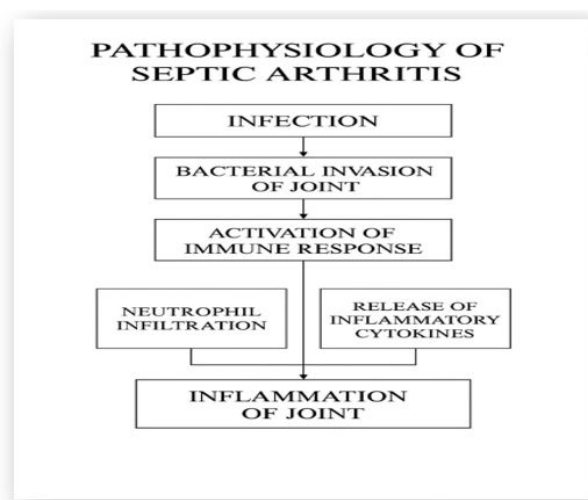 PATHOPHYSIOLOGY OF
SEPTIC ARTHRITIS
INFECTION
BACTERIAL INVASION
OF JOINT
ACTIVATION OF
IMMUNE RESPONSE
NEUTROPHIL
INFILTRATION
RELEASE OF
INFLAMMATORY
CYTOKINES
INFLAMMATION
OF JOINT